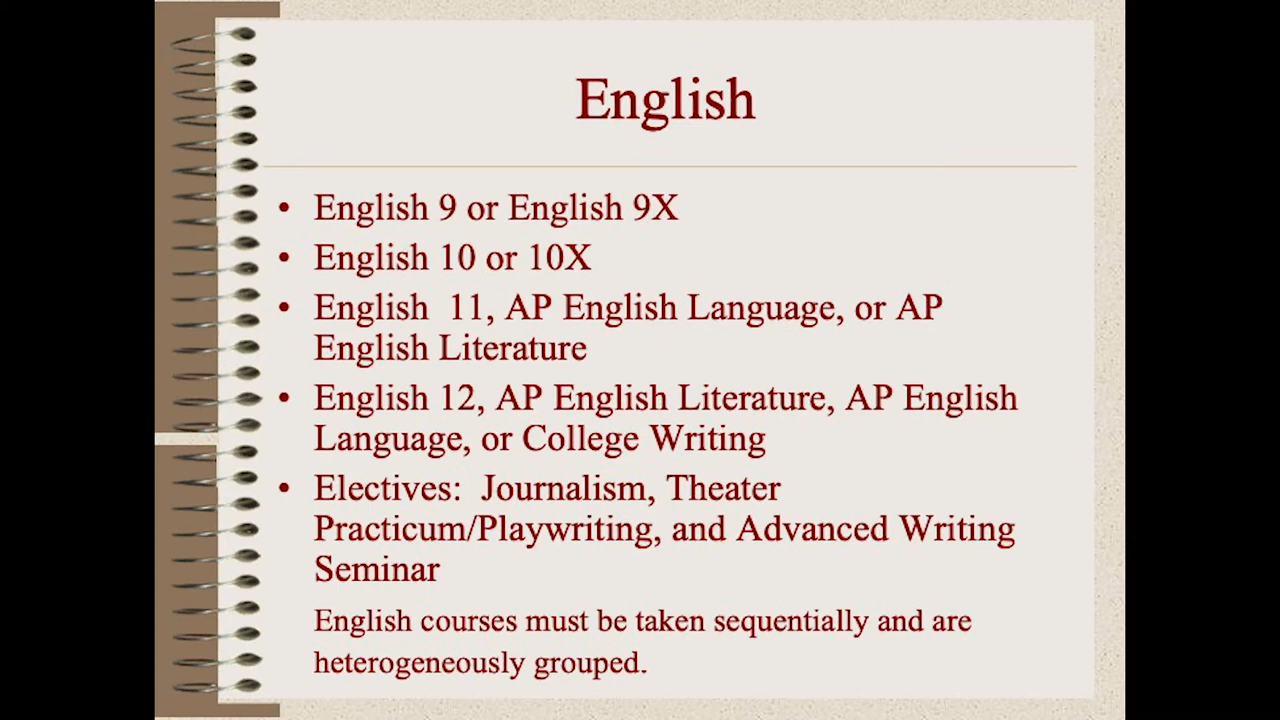 English
• English 9 or English 9X
• English 10 or 10X
• English  11, AP English Language, or AP
English Literature
• English 12, AP English Literature, AP English
Language, or College Writing
• Electives:  Journalism, Theater
Practicum/Playwriting, and Advanced Writing
Seminar
English courses must be taken sequentially and are
heterogeneously grouped.